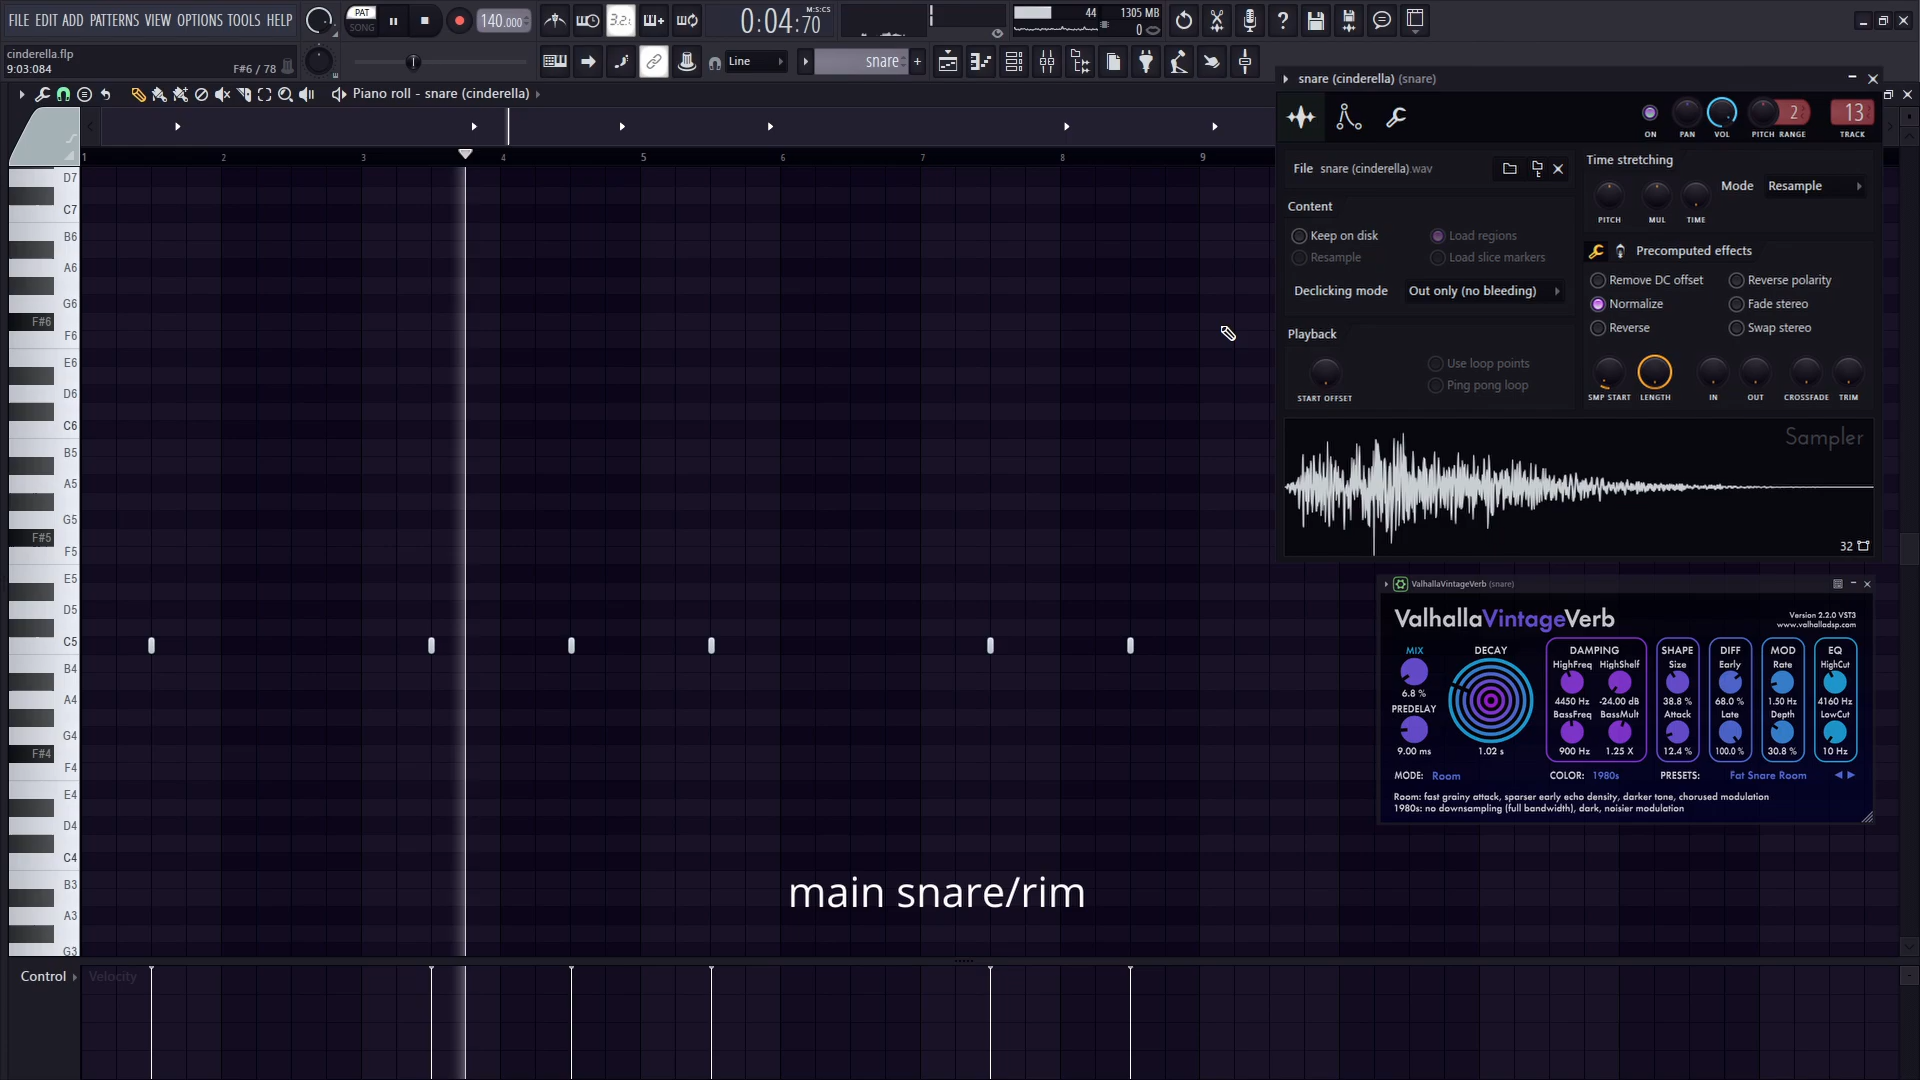 FILE EDIT ADD PATTERNS VIEW OPTIONS TOOLS HELP
PAT
SONG
140.000
3.2
0:04:70
M:S:CS
44
1305 MB
0
cinderella.flp
9:03:084
F#6 / 78
Line
snare
Piano roll - snare (cinderella)
snare (cinderella) (snare)
ON
PAN
VOL
PITCH
RANGE
2
13
TRACK
File snare (cinderella).wav
Content
Keep on disk
Load regions
Resample
Load slice markers
Declicking mode
Out only (no bleeding)
Playback
START OFFSET
Use loop points
Ping pong loop
Time stretching
PITCH
MUL
TIME
Mode
Resample
Precomputed effects
Remove DC offset
Reverse polarity
Normalize
Fade stereo
Reverse
Swap stereo
SMP START
LENGTH
IN
OUT
CROSSFADE
TRIM
Sampler
32
1 2 3 4 5 6 7 8 9
D7
C7
B6
A6
G6
F#6
F6
E6
D6
C6
B5
A5
G5
F#5
F5
E5
D5
C5
B4
A4
G4
F#4
F4
E4
D4
C4
B3
A3
G3
ValhallaVintageVerb (snare)
ValhallaVintageVerb
Version 2.2.0 VST3
www.valhalladsp.com
MIX
6.8 %
PREDELAY
9.00 ms
DECAY
1.02 s
DAMPING
HighFreq HighShelf
4450 Hz -24.00 dB
BassFreq BassMult
900 Hz 1.25 X
SHAPE
Size
38.8 %
Attack
12.4 %
DIFF
Early
68.0 %
Late
100.0 %
MOD
Rate
1.50 Hz
Depth
30.8 %
EQ
HighCut
4160 Hz
LowCut
10 Hz
MODE: Room
COLOR: 1980s
PRESETS: Fat Snare Room
Room: fast grainy attack, sparser early echo density, darker tone, chorused modulation
1980s: no downsampling (full bandwidth), dark, noisier modulation
main snare/rim
Control
Velocity